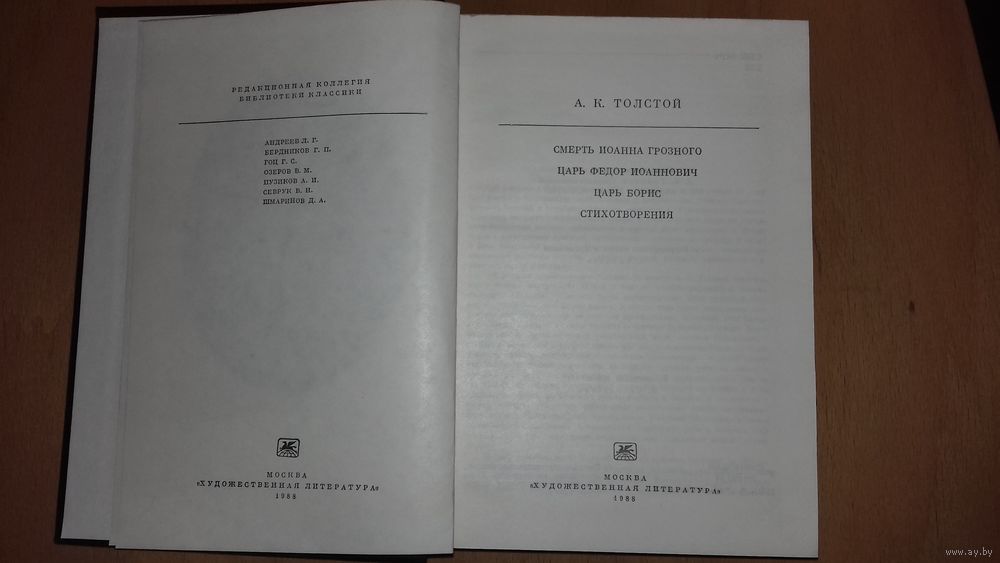 РЕДАКЦИОННАЯ КОЛЛЕГИЯ
БИБЛИОТЕКИ КЛАССИКИ
АНДРЕЕВ Л. Г.
БЕРДНИКОВ Г. П.
ГОЦ Г. С.
ОЗЕРОВ В. М.
ПУЗИКОВ А. И.
СЕВРУК В. Н.
ШМАРИНОВ Д. А.
МОСКВА
«ХУДОЖЕСТВЕННАЯ ЛИТЕРАТУРА»
1988
А. К. ТОЛСТОЙ
СМЕРТЬ ИОАННА ГРОЗНОГО
ЦАРЬ ФЕДОР ИОАННОВИЧ
ЦАРЬ БОРИС
СТИХОТВОРЕНИЯ
МОСКВА
«ХУДОЖЕСТВЕННАЯ ЛИТЕРАТУРА»
1988
www.ay.by